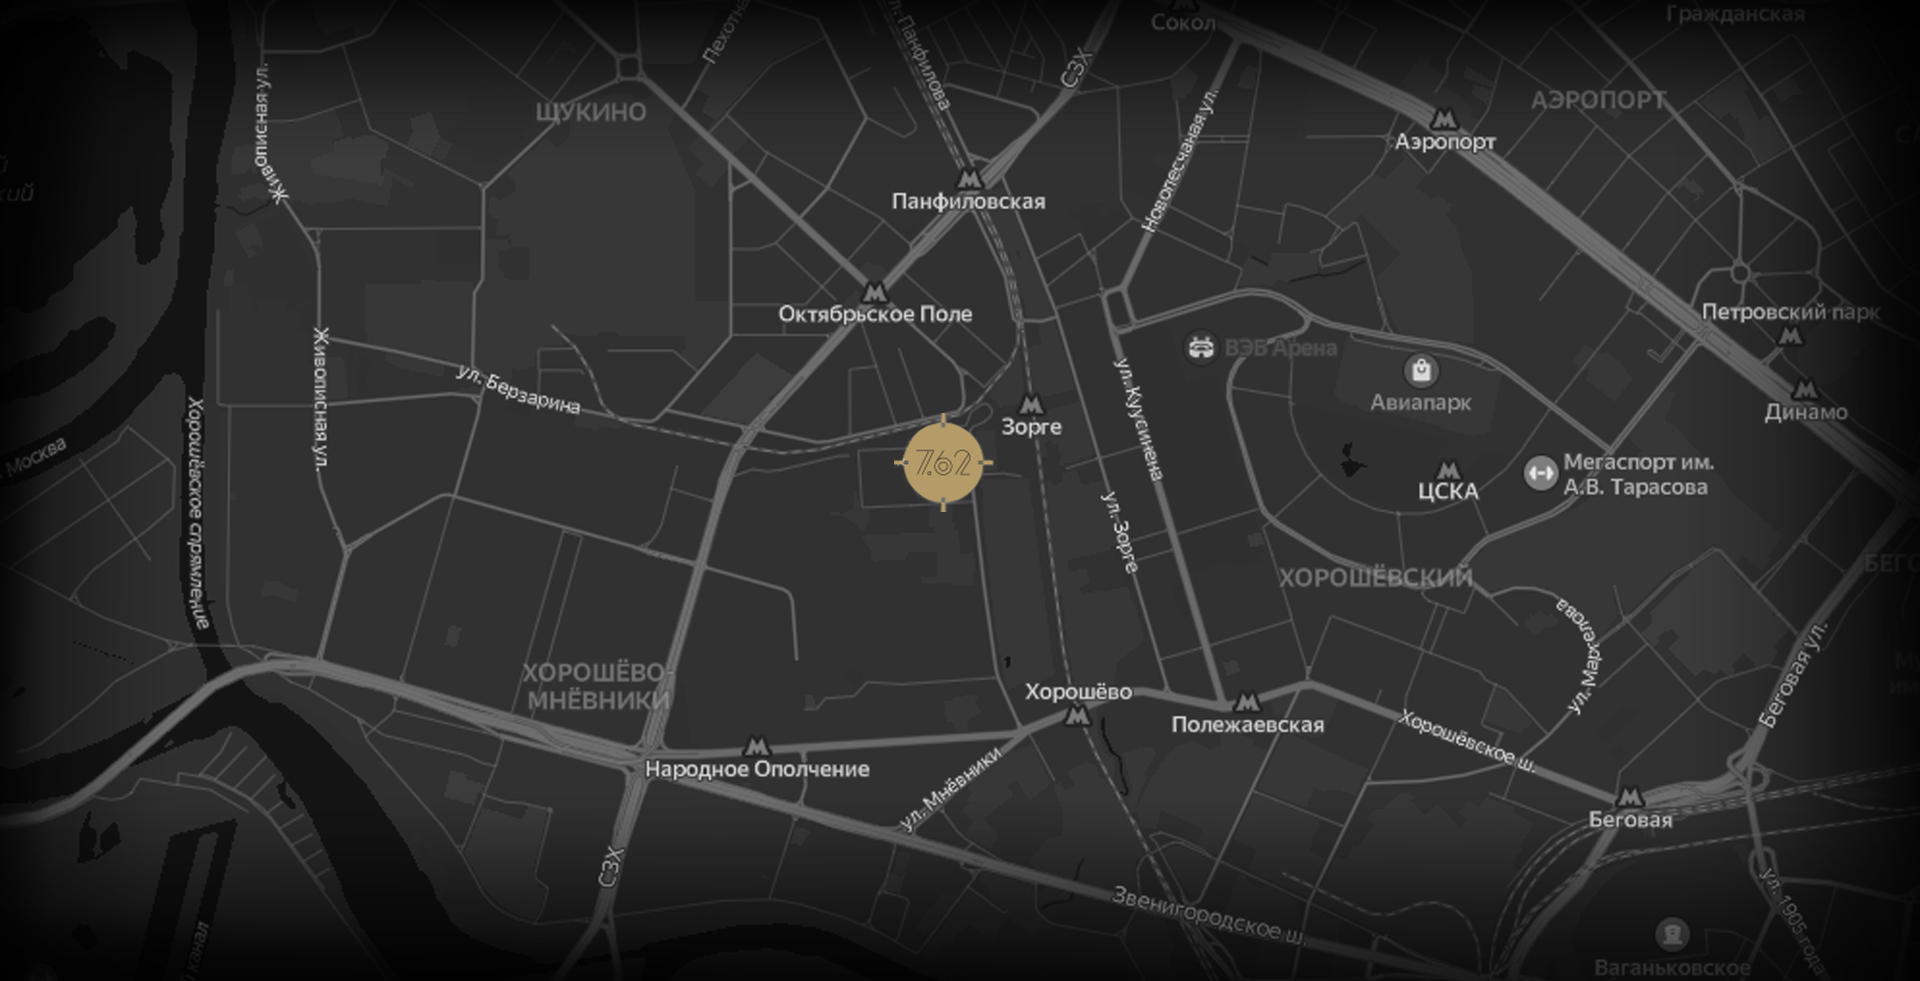 Гражданская
Сокол
ул. Панфилова
СЗХ
Живописная ул.
ЩУКИНО
АЭРОПОРТ
Аэропорт
Новопесчаная ул.
Панфиловская
Октябрьское Поле
Петровский парк
ВЭБ Арена
Живописная ул.
ул. Берзарина
Авиапарк
Динамо
ул. Куусинена
Зорге
Москва
7.62
ЦСКА
Мегаспорт им.
А.В. Тарасова
Хорошёвское спрямление
ул. Зорге
ХОРОШЁВСКИЙ
ул. Маркелова
Беговая ул.
ХОРОШЁВО-
МНЁВНИКИ
Хорошёво
Полежаевская
Хорошёвское ш.
Народное Ополчение
ул. Мнёвники
Беговая
СЗХ
Звенигородское ш.
ул. 1905 года
канал
Ваганьковское